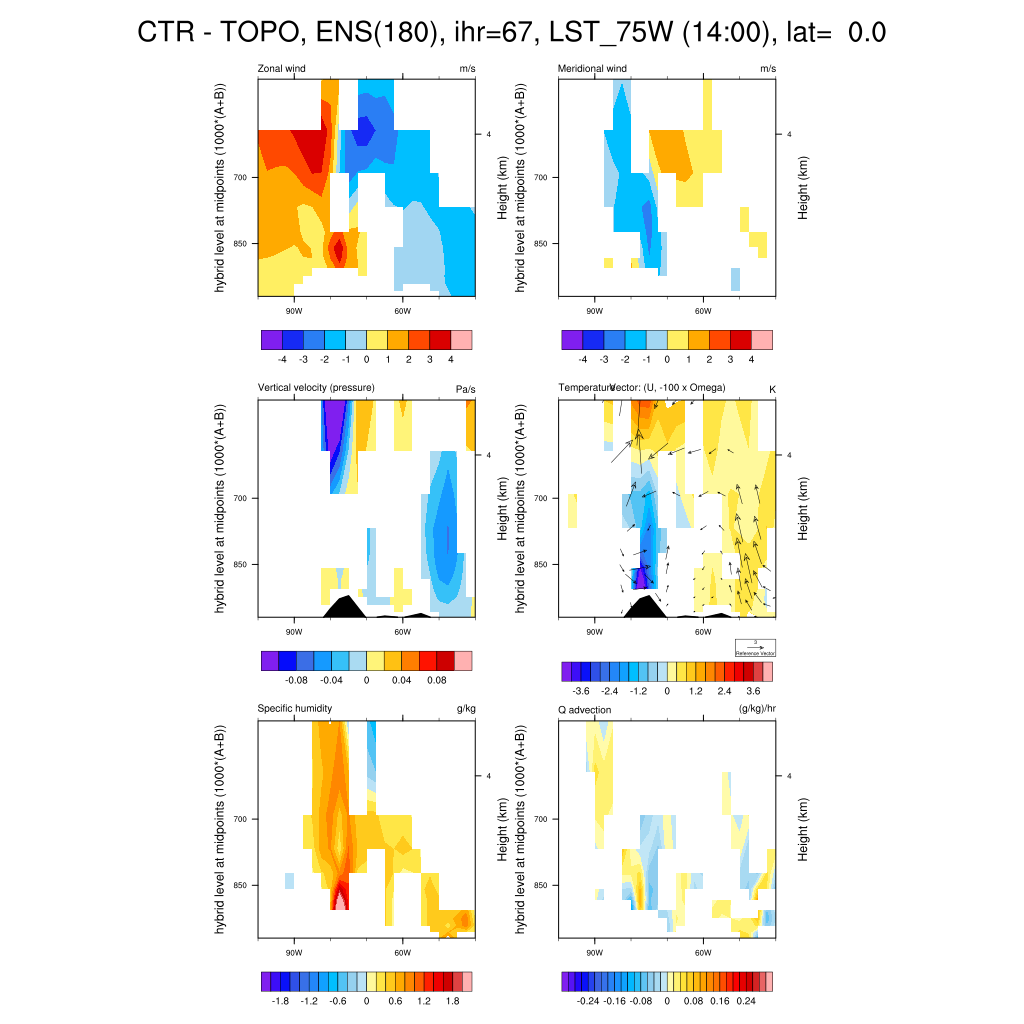 CTR - TOPO, ENS(180), ihr=67, LST_75W (14:00), lat=  0.0
Zonal wind m/s
hybrid level at midpoints (1000*(A+B))
700
850
4
Height (km)
90W 60W
-4 -3 -2 -1 0 1 2 3 4
Meridional wind m/s
hybrid level at midpoints (1000*(A+B))
700
850
4
Height (km)
90W 60W
-4 -3 -2 -1 0 1 2 3 4
Vertical velocity (pressure) Pa/s
hybrid level at midpoints (1000*(A+B))
700
850
4
Height (km)
90W 60W
-0.08 -0.04 0 0.04 0.08
Temperature Vector: (U, -100 x Omega) K
hybrid level at midpoints (1000*(A+B))
700
850
4
Height (km)
90W 60W
3
Reference Vector
-3.6 -2.4 -1.2 0 1.2 2.4 3.6
Specific humidity g/kg
hybrid level at midpoints (1000*(A+B))
700
850
4
Height (km)
90W 60W
-1.8 -1.2 -0.6 0 0.6 1.2 1.8
Q advection (g/kg)/hr
hybrid level at midpoints (1000*(A+B))
700
850
4
Height (km)
90W 60W
-0.24 -0.16 -0.08 0 0.08 0.16 0.24